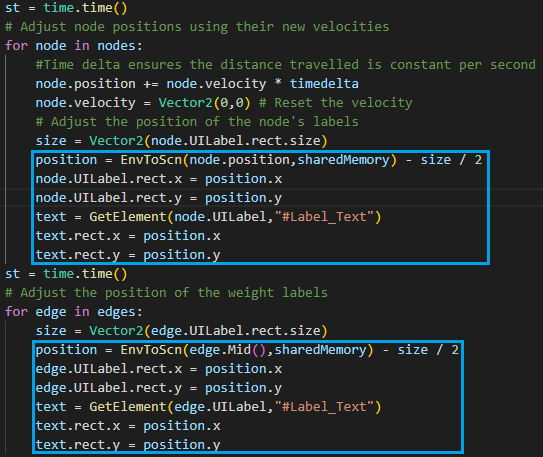 st = time.time()
# Adjust node positions using their new velocities
for node in nodes:
    #Time delta ensures the distance travelled is constant per second
    node.position += node.velocity * timedelta
    node.velocity = Vector2(0,0) # Reset the velocity
    # Adjust the position of the node's labels
    size = Vector2(node.UILabel.rect.size)
    position = EnvToScn(node.position,sharedMemory) - size / 2
    node.UILabel.rect.x = position.x
    node.UILabel.rect.y = position.y
    text = GetElement(node.UILabel,"#Label_Text")
    text.rect.x = position.x
    text.rect.y = position.y
st = time.time()
# Adjust the position of the weight labels
for edge in edges:
    size = Vector2(edge.UILabel.rect.size)
    position = EnvToScn(edge.Mid(),sharedMemory) - size / 2
    edge.UILabel.rect.x = position.x
    edge.UILabel.rect.y = position.y
    text = GetElement(edge.UILabel,"#Label_Text")
    text.rect.x = position.x
    text.rect.y = position.y